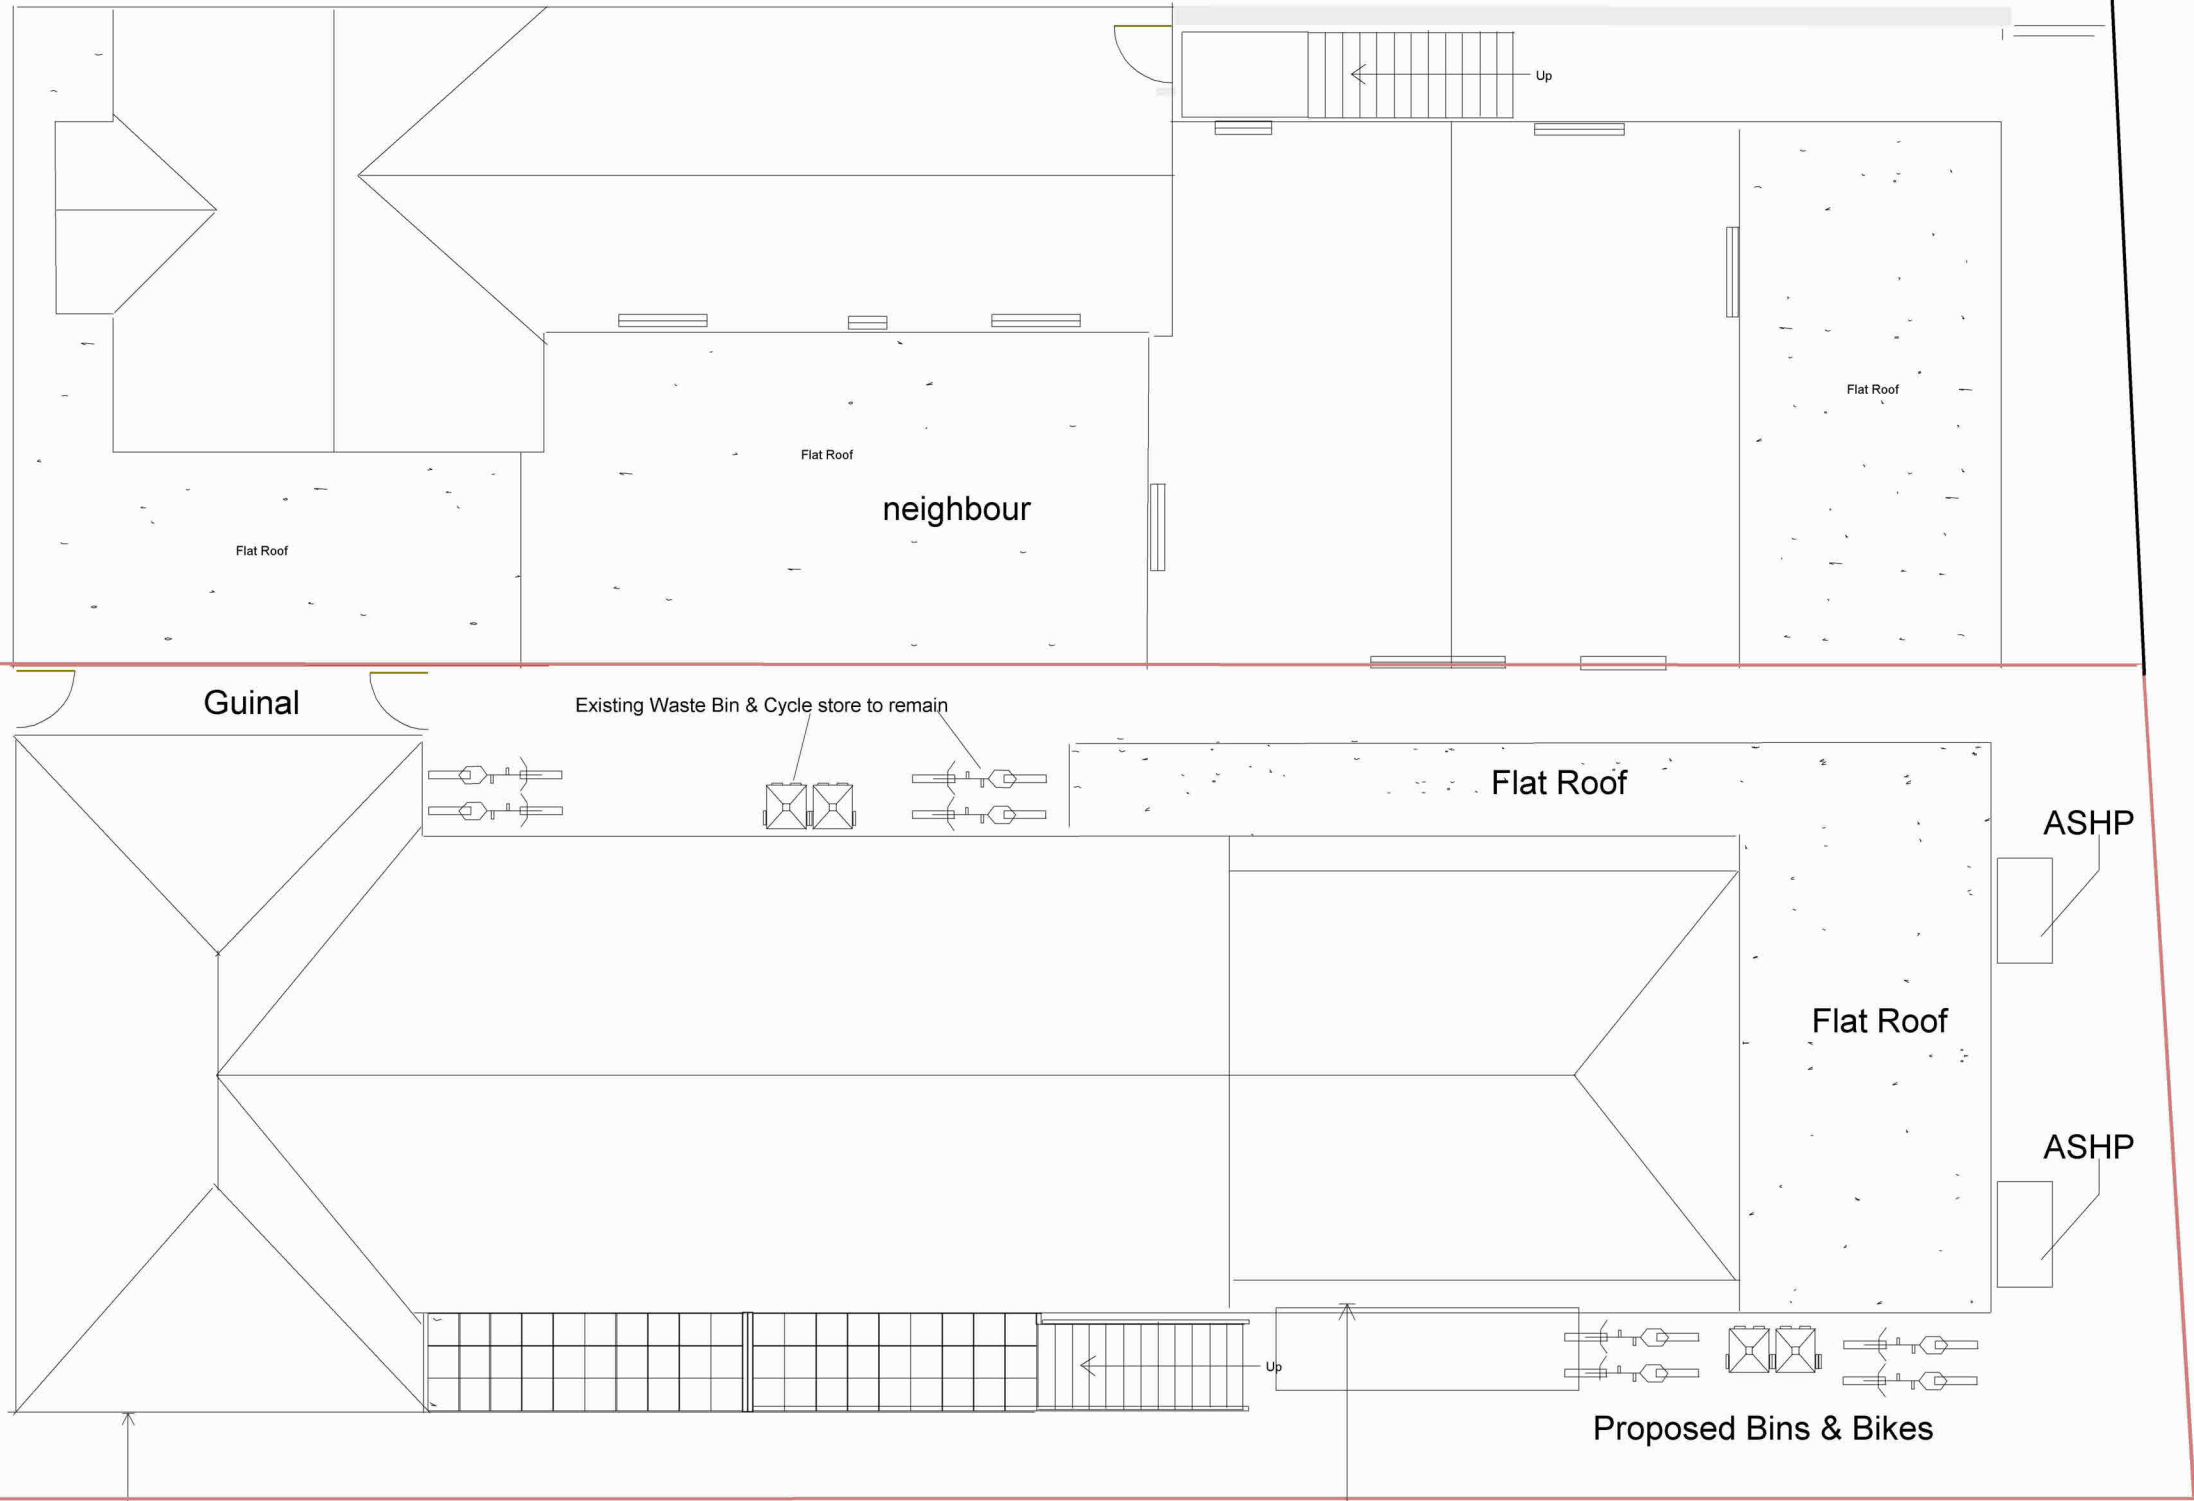 Up
Flat Roof
Flat Roof
neighbour
Flat Roof
Guinal
Existing Waste Bin & Cycle store to remain
Flat Roof
ASHP
Flat Roof
ASHP
Up
Proposed Bins & Bikes